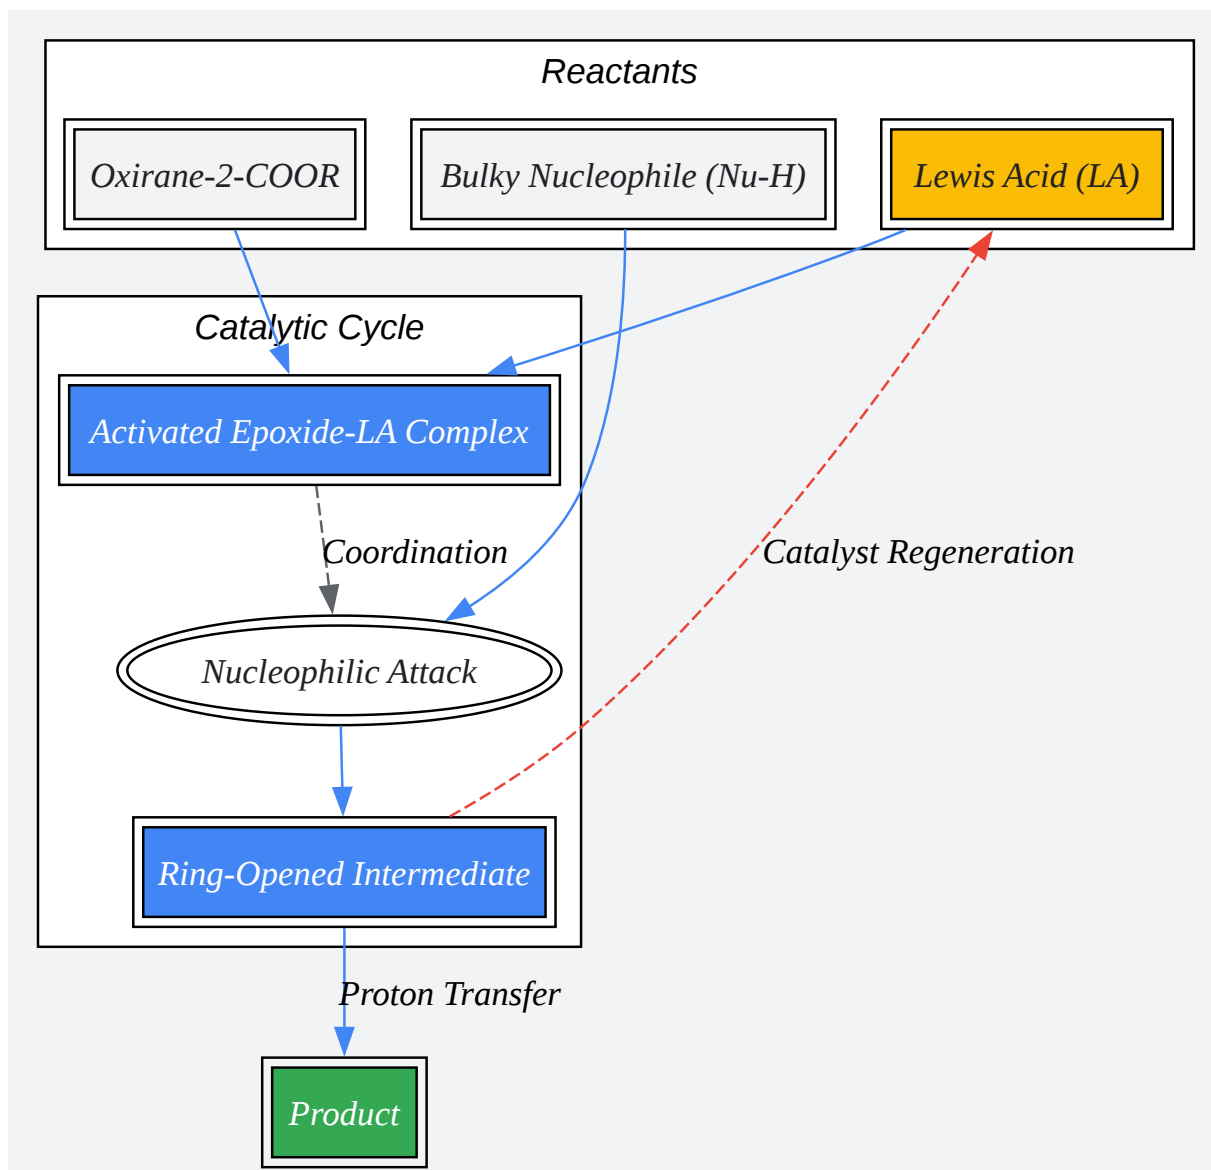 Reactants
Oxirane-2-COOR
Bulky Nucleophile (Nu-H)
Lewis Acid (LA)
Catalytic Cycle
Activated Epoxide-LA Complex
Coordination
Catalyst Regeneration
Nucleophilic Attack
Ring-Opened Intermediate
Proton Transfer
Product